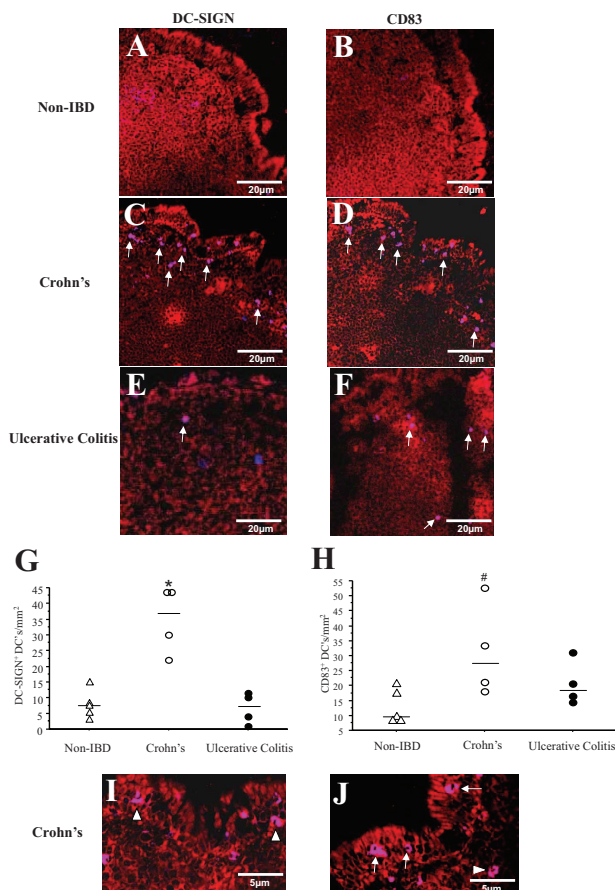 DC-SIGN CD83
A B
Non-IBD
20µm 20µm
C D
Crohn's
20µm 20µm
E F
Ulcerative Colitis
20µm 20µm
G H
DC-SIGN⁺ DC's/mm²
45
40
35
30
25
20
15
10
5
0
*
Non-IBD Crohn's Ulcerative Colitis
CD83⁺ DC's/mm²
55
50
45
40
35
30
25
20
15
10
5
#
Non-IBD Crohn's Ulcerative Colitis
I J
Crohn's
5µm 5µm